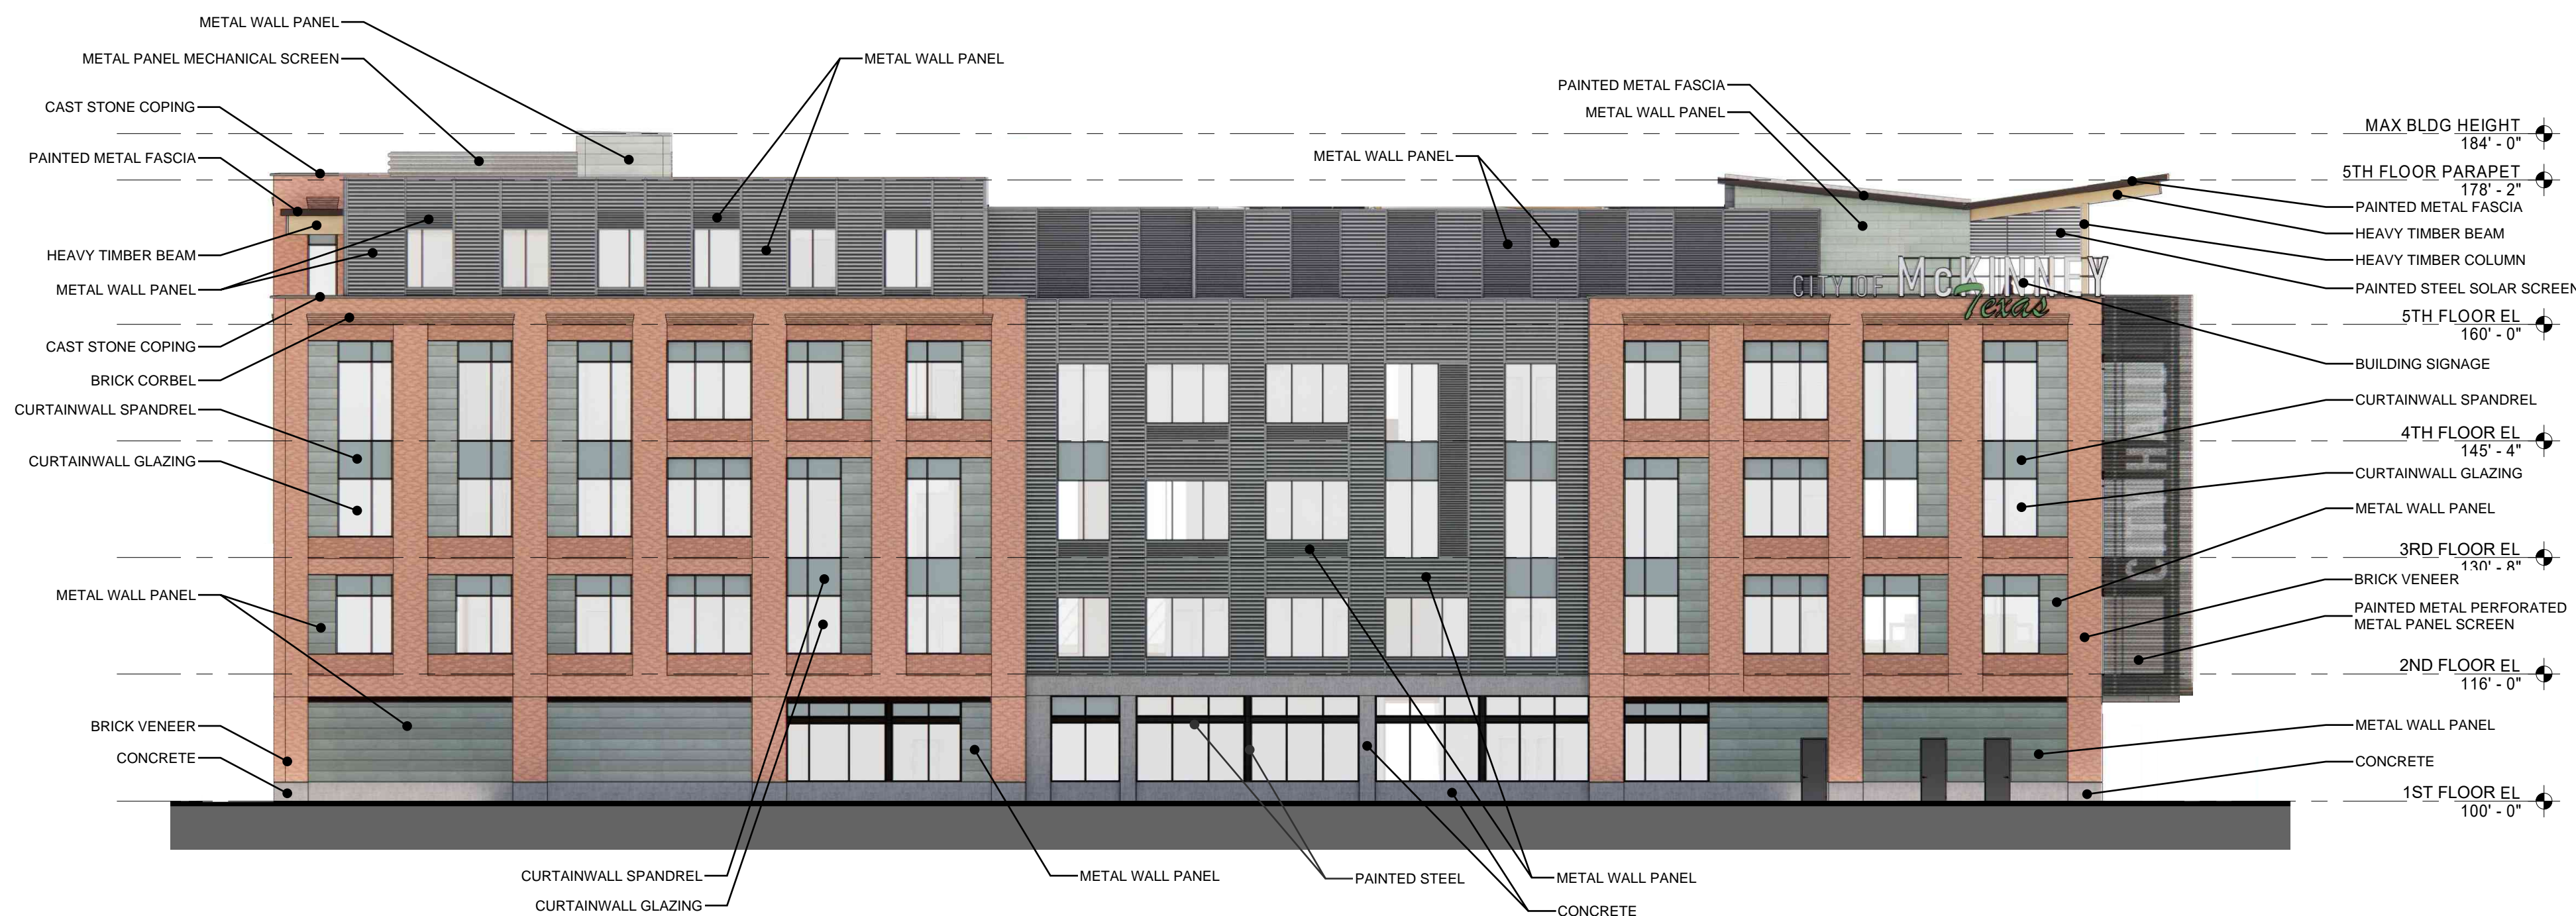 METAL WALL PANEL
METAL PANEL MECHANICAL SCREEN
CAST STONE COPING
PAINTED METAL FASCIA
HEAVY TIMBER BEAM
METAL WALL PANEL
CAST STONE COPING
BRICK CORBEL
CURTAINWALL SPANDREL
CURTAINWALL GLAZING
METAL WALL PANEL
BRICK VENEER
CONCRETE
METAL WALL PANEL
METAL WALL PANEL
PAINTED METAL FASCIA
METAL WALL PANEL
CITY OF McKINNEY
Texas
CITY HALL
MAX BLDG HEIGHT
184' - 0"
5TH FLOOR PARAPET
178' - 2"
PAINTED METAL FASCIA
HEAVY TIMBER BEAM
HEAVY TIMBER COLUMN
PAINTED STEEL SOLAR SCREEN
5TH FLOOR EL
160' - 0"
BUILDING SIGNAGE
CURTAINWALL SPANDREL
4TH FLOOR EL
145' - 4"
CURTAINWALL GLAZING
METAL WALL PANEL
3RD FLOOR EL
130' - 8"
BRICK VENEER
PAINTED METAL PERFORATED
METAL PANEL SCREEN
2ND FLOOR EL
116' - 0"
METAL WALL PANEL
CONCRETE
1ST FLOOR EL
100' - 0"
CURTAINWALL SPANDREL
CURTAINWALL GLAZING
METAL WALL PANEL
PAINTED STEEL
METAL WALL PANEL
CONCRETE